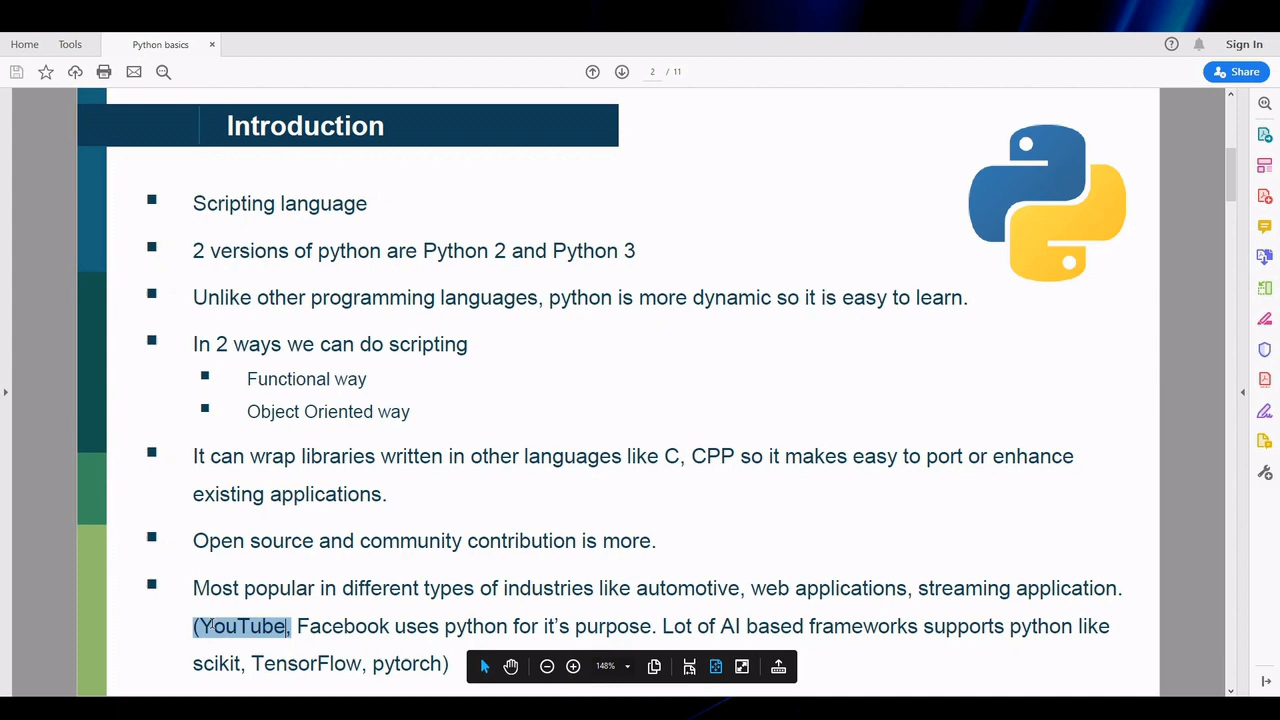 Home Tools Python basics × Sign In
2 / 11 Share
Introduction
Scripting language
2 versions of python are Python 2 and Python 3
Unlike other programming languages, python is more dynamic so it is easy to learn.
In 2 ways we can do scripting
Functional way
Object Oriented way
It can wrap libraries written in other languages like C, CPP so it makes easy to port or enhance
existing applications.
Open source and community contribution is more.
Most popular in different types of industries like automotive, web applications, streaming application.
(YouTube, Facebook uses python for it’s purpose. Lot of AI based frameworks supports python like
scikit, TensorFlow, pytorch)
148%